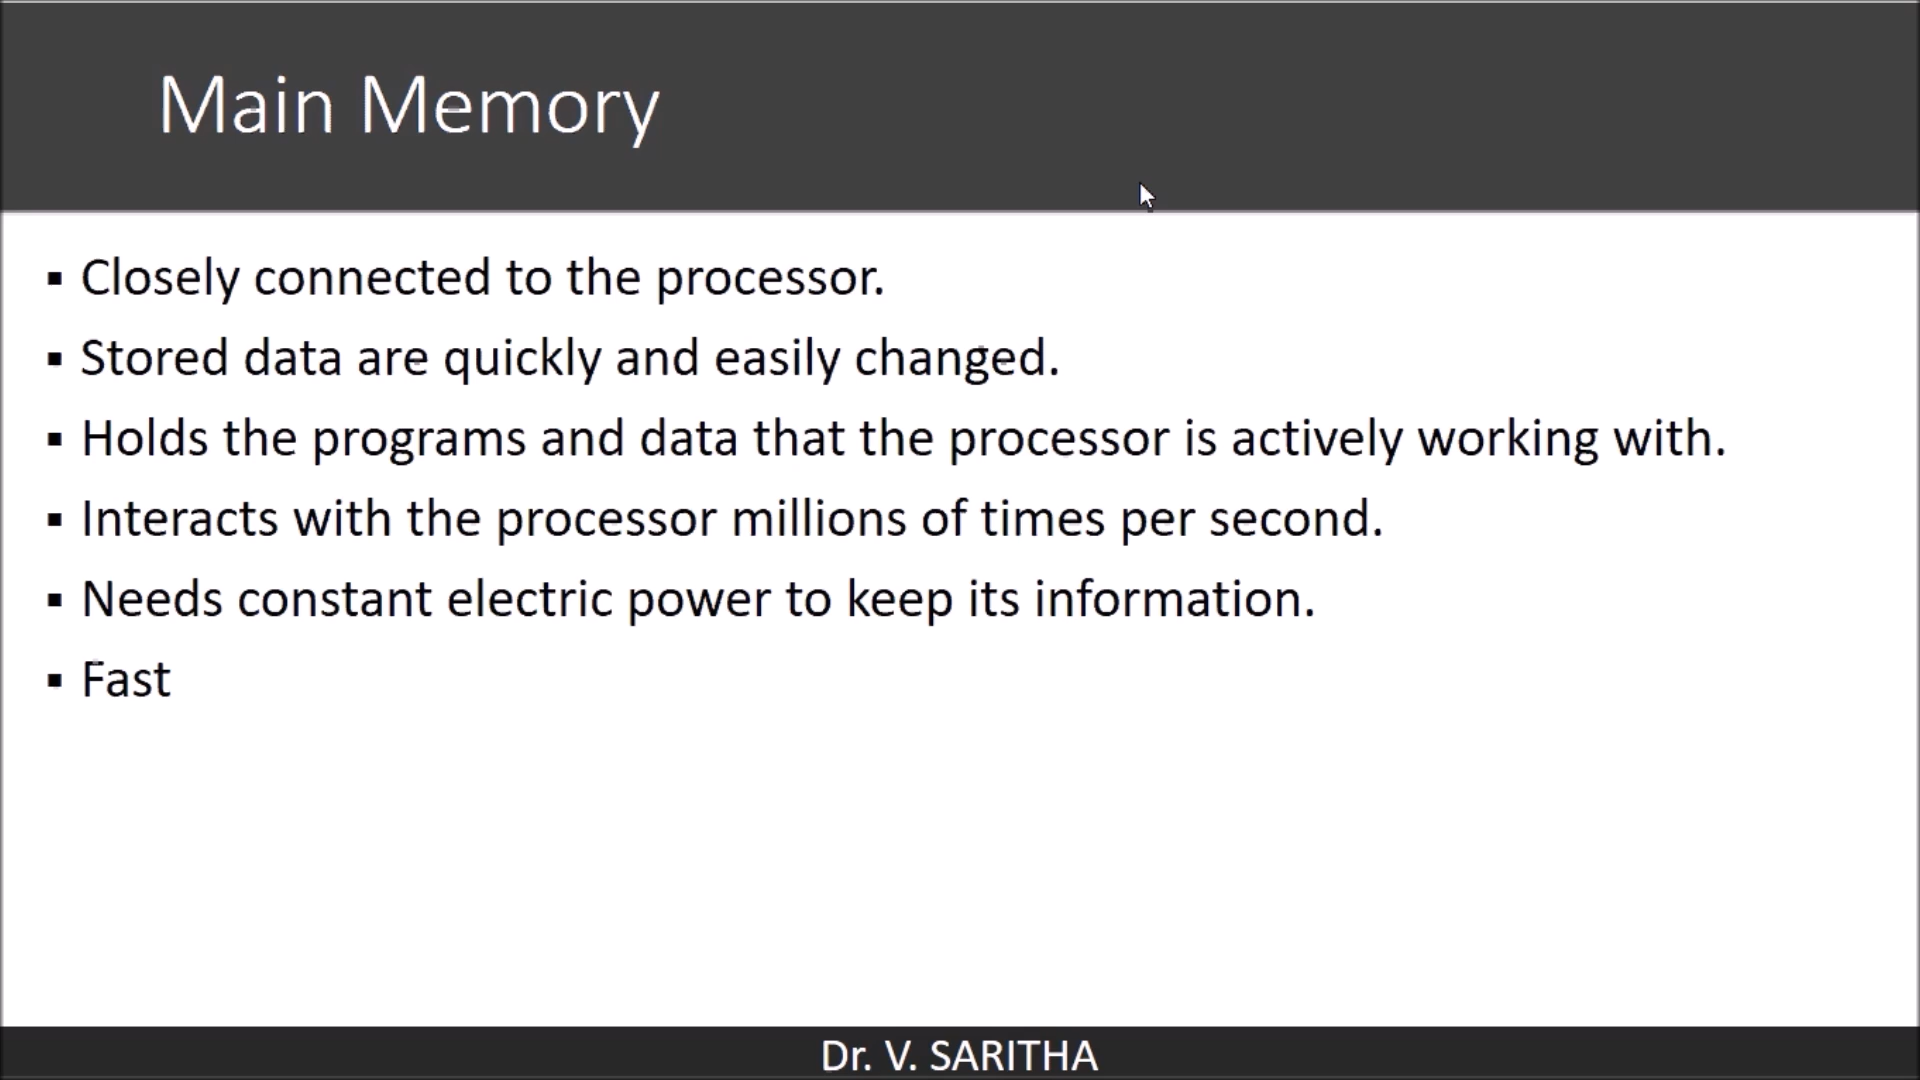 Main Memory
▪ Closely connected to the processor.
▪ Stored data are quickly and easily changed.
▪ Holds the programs and data that the processor is actively working with.
▪ Interacts with the processor millions of times per second.
▪ Needs constant electric power to keep its information.
▪ Fast
Dr. V. SARITHA